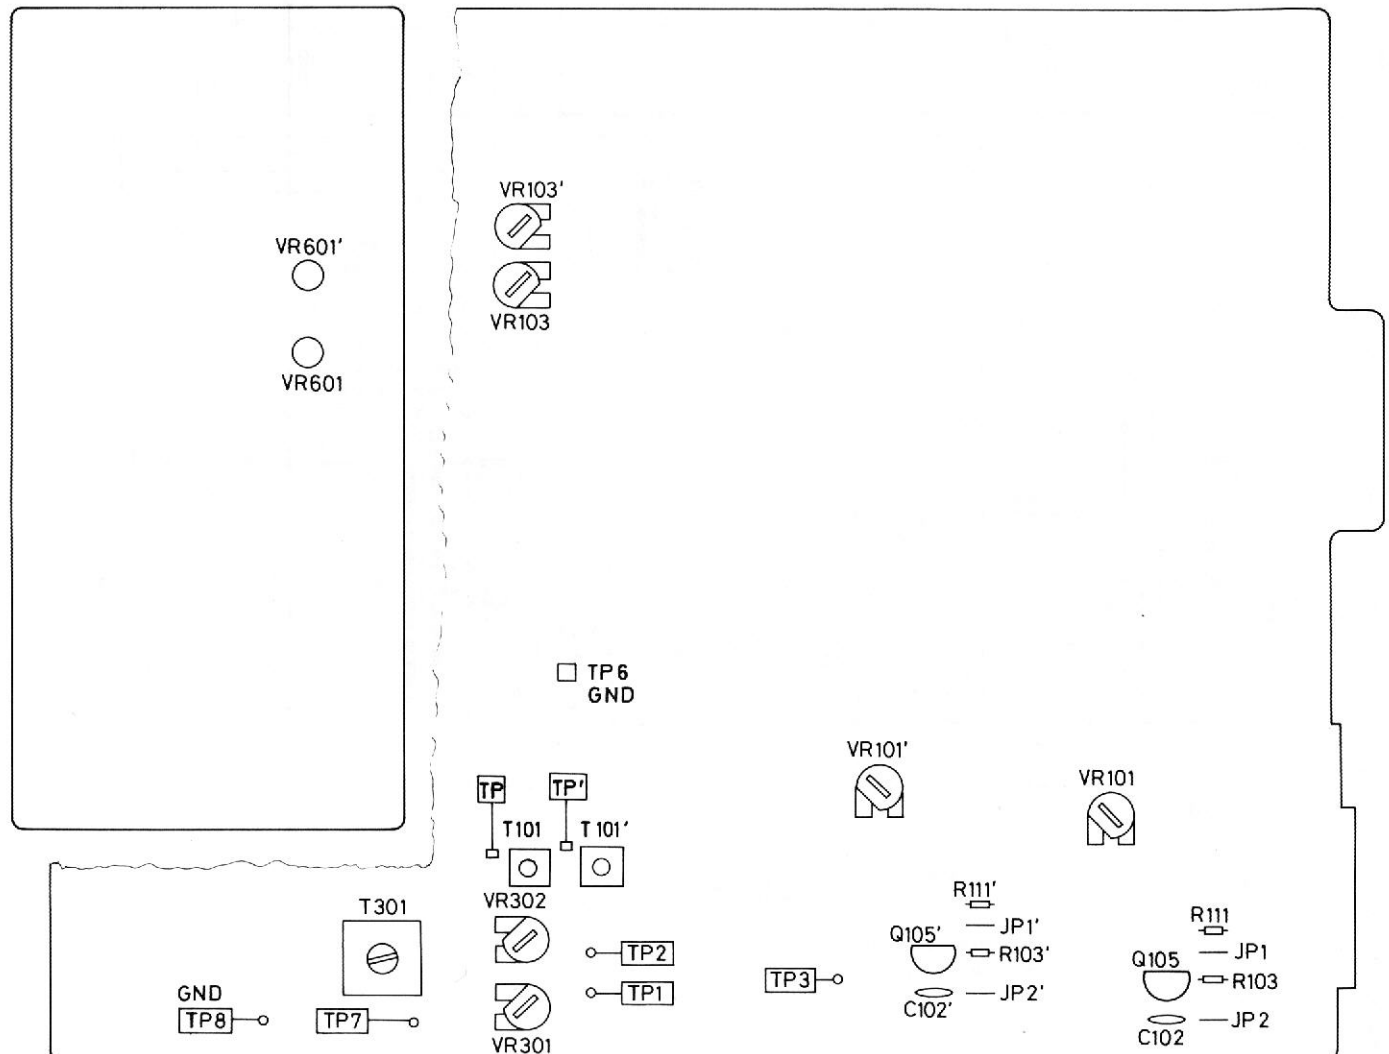 VR103'
VR601'
VR103
VR601
TP6
GND
VR101'
VR101
TP
TP'
T101
T101'
VR302
R111'
T301
R111
JP1'
Q105'
R103'
JP1
Q105
TP2
TP3
R103
GND
TP1
JP2'
C102'
TP8
TP7
JP2
C102
VR301